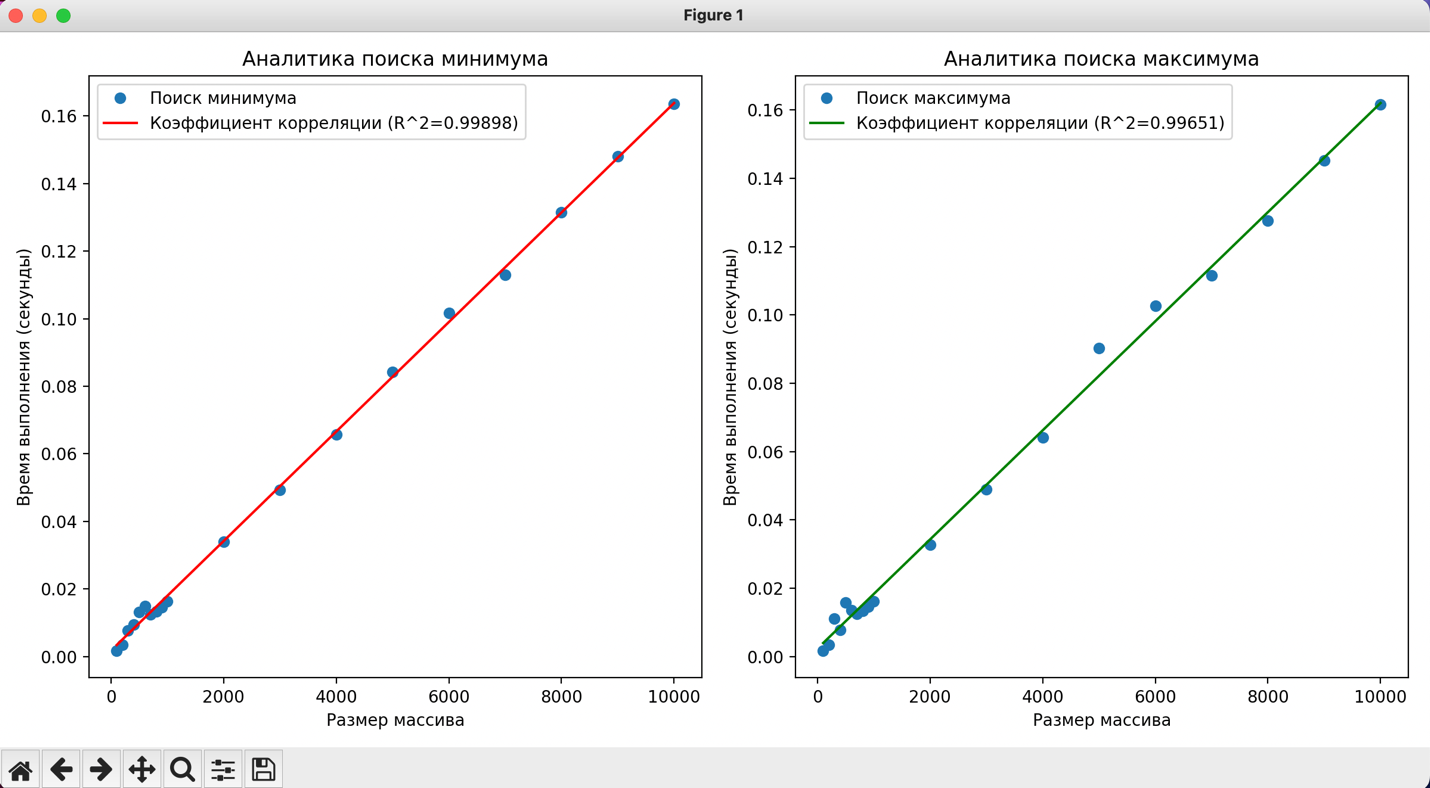 Figure 1
Аналитика поиска минимума
Поиск минимума
Коэффициент корреляции (R^2=0.99898)
0.16
0.14
0.12
0.10
0.08
0.06
0.04
0.02
0.00
Время выполнения (секунды)
0 2000 4000 6000 8000 10000
Размер массива
Аналитика поиска максимума
Поиск максимума
Коэффициент корреляции (R^2=0.99651)
0.16
0.14
0.12
0.10
0.08
0.06
0.04
0.02
0.00
Время выполнения (секунды)
0 2000 4000 6000 8000 10000
Размер массива